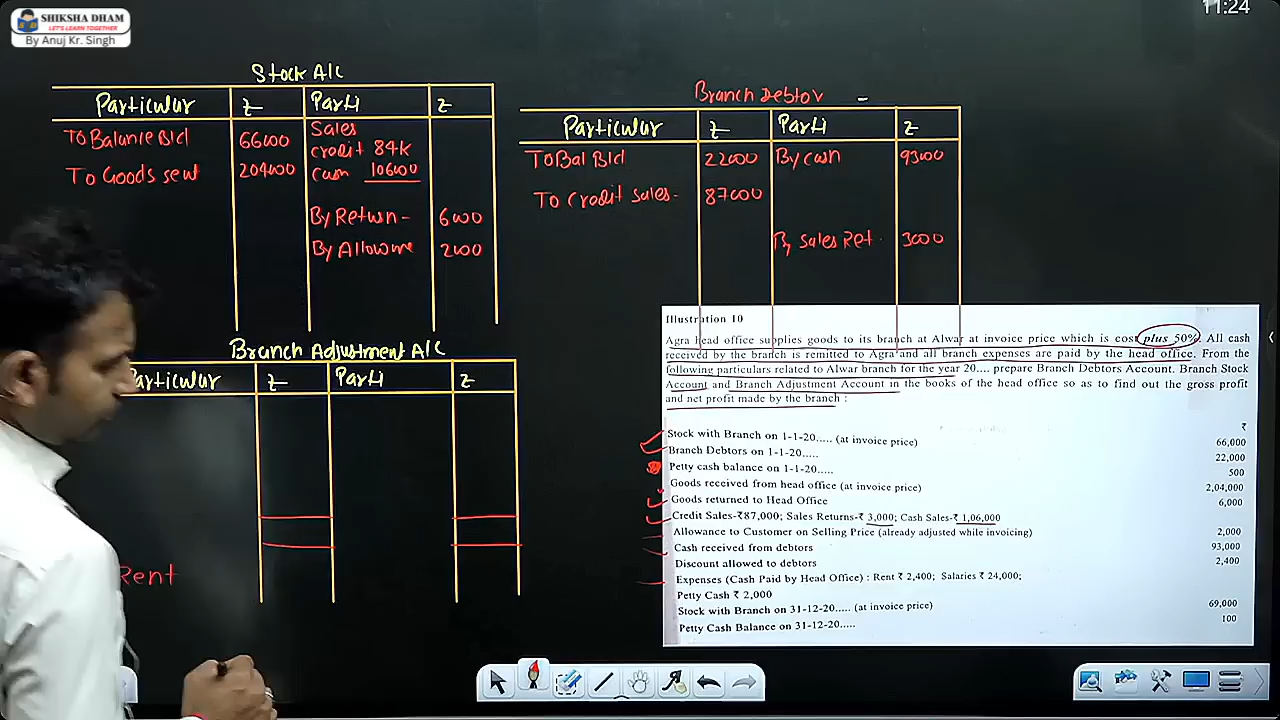 SHIKSHA DHAM
LET'S LEARN TOGETHER
By Anuj Kr. Singh
11:24
Stock A/C
Particular ₹ Parti ₹
To Balance B/d 66000 Sales
credit 84K
To Goods sent 204000 cash 106000
By Return - 6000
By Allowance 2000
Branch Debtor -
Particular ₹ Parti ₹
To Bal B/d 22000 By cash 93000
To Credit Sales - 87000
By Sales Ret. 3000
Branch Adjustment A/C
Particular ₹ Parti ₹
Rent
Illustration 10
Agra head office supplies goods to its branch at Alwar at invoice price which is cost plus 50%. All cash
received by the branch is remitted to Agra and all branch expenses are paid by the head office. From the
following particulars related to Alwar branch for the year 20.... prepare Branch Debtors Account. Branch Stock
Account and Branch Adjustment Account in the books of the head office so as to find out the gross profit
and net profit made by the branch :
₹
Stock with Branch on 1-1-20..... (at invoice price) 66,000
Branch Debtors on 1-1-20..... 22,000
Petty cash balance on 1-1-20..... 500
Goods received from head office (at invoice price) 2,04,000
Goods returned to Head Office 6,000
Credit Sales-₹87,000; Sales Returns-₹ 3,000; Cash Sales-₹ 1,06,000
Allowance to Customer on Selling Price (already adjusted while invoicing) 2,000
Cash received from debtors 93,000
Discount allowed to debtors 2,400
Expenses (Cash Paid by Head Office) : Rent ₹ 2,400; Salaries ₹ 24,000;
Petty Cash ₹ 2,000
Stock with Branch on 31-12-20..... (at invoice price) 69,000
Petty Cash Balance on 31-12-20..... 100